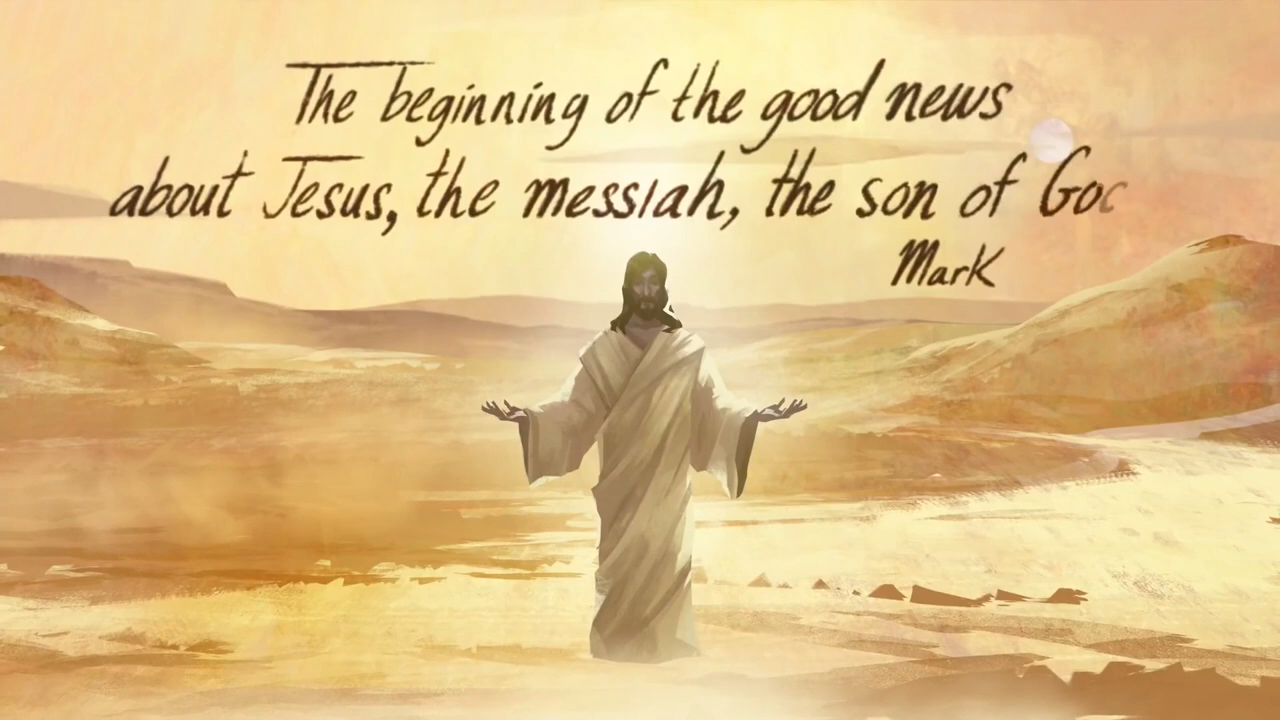 The beginning of the good news
about Jesus, the messiah, the son of Goc
Mark